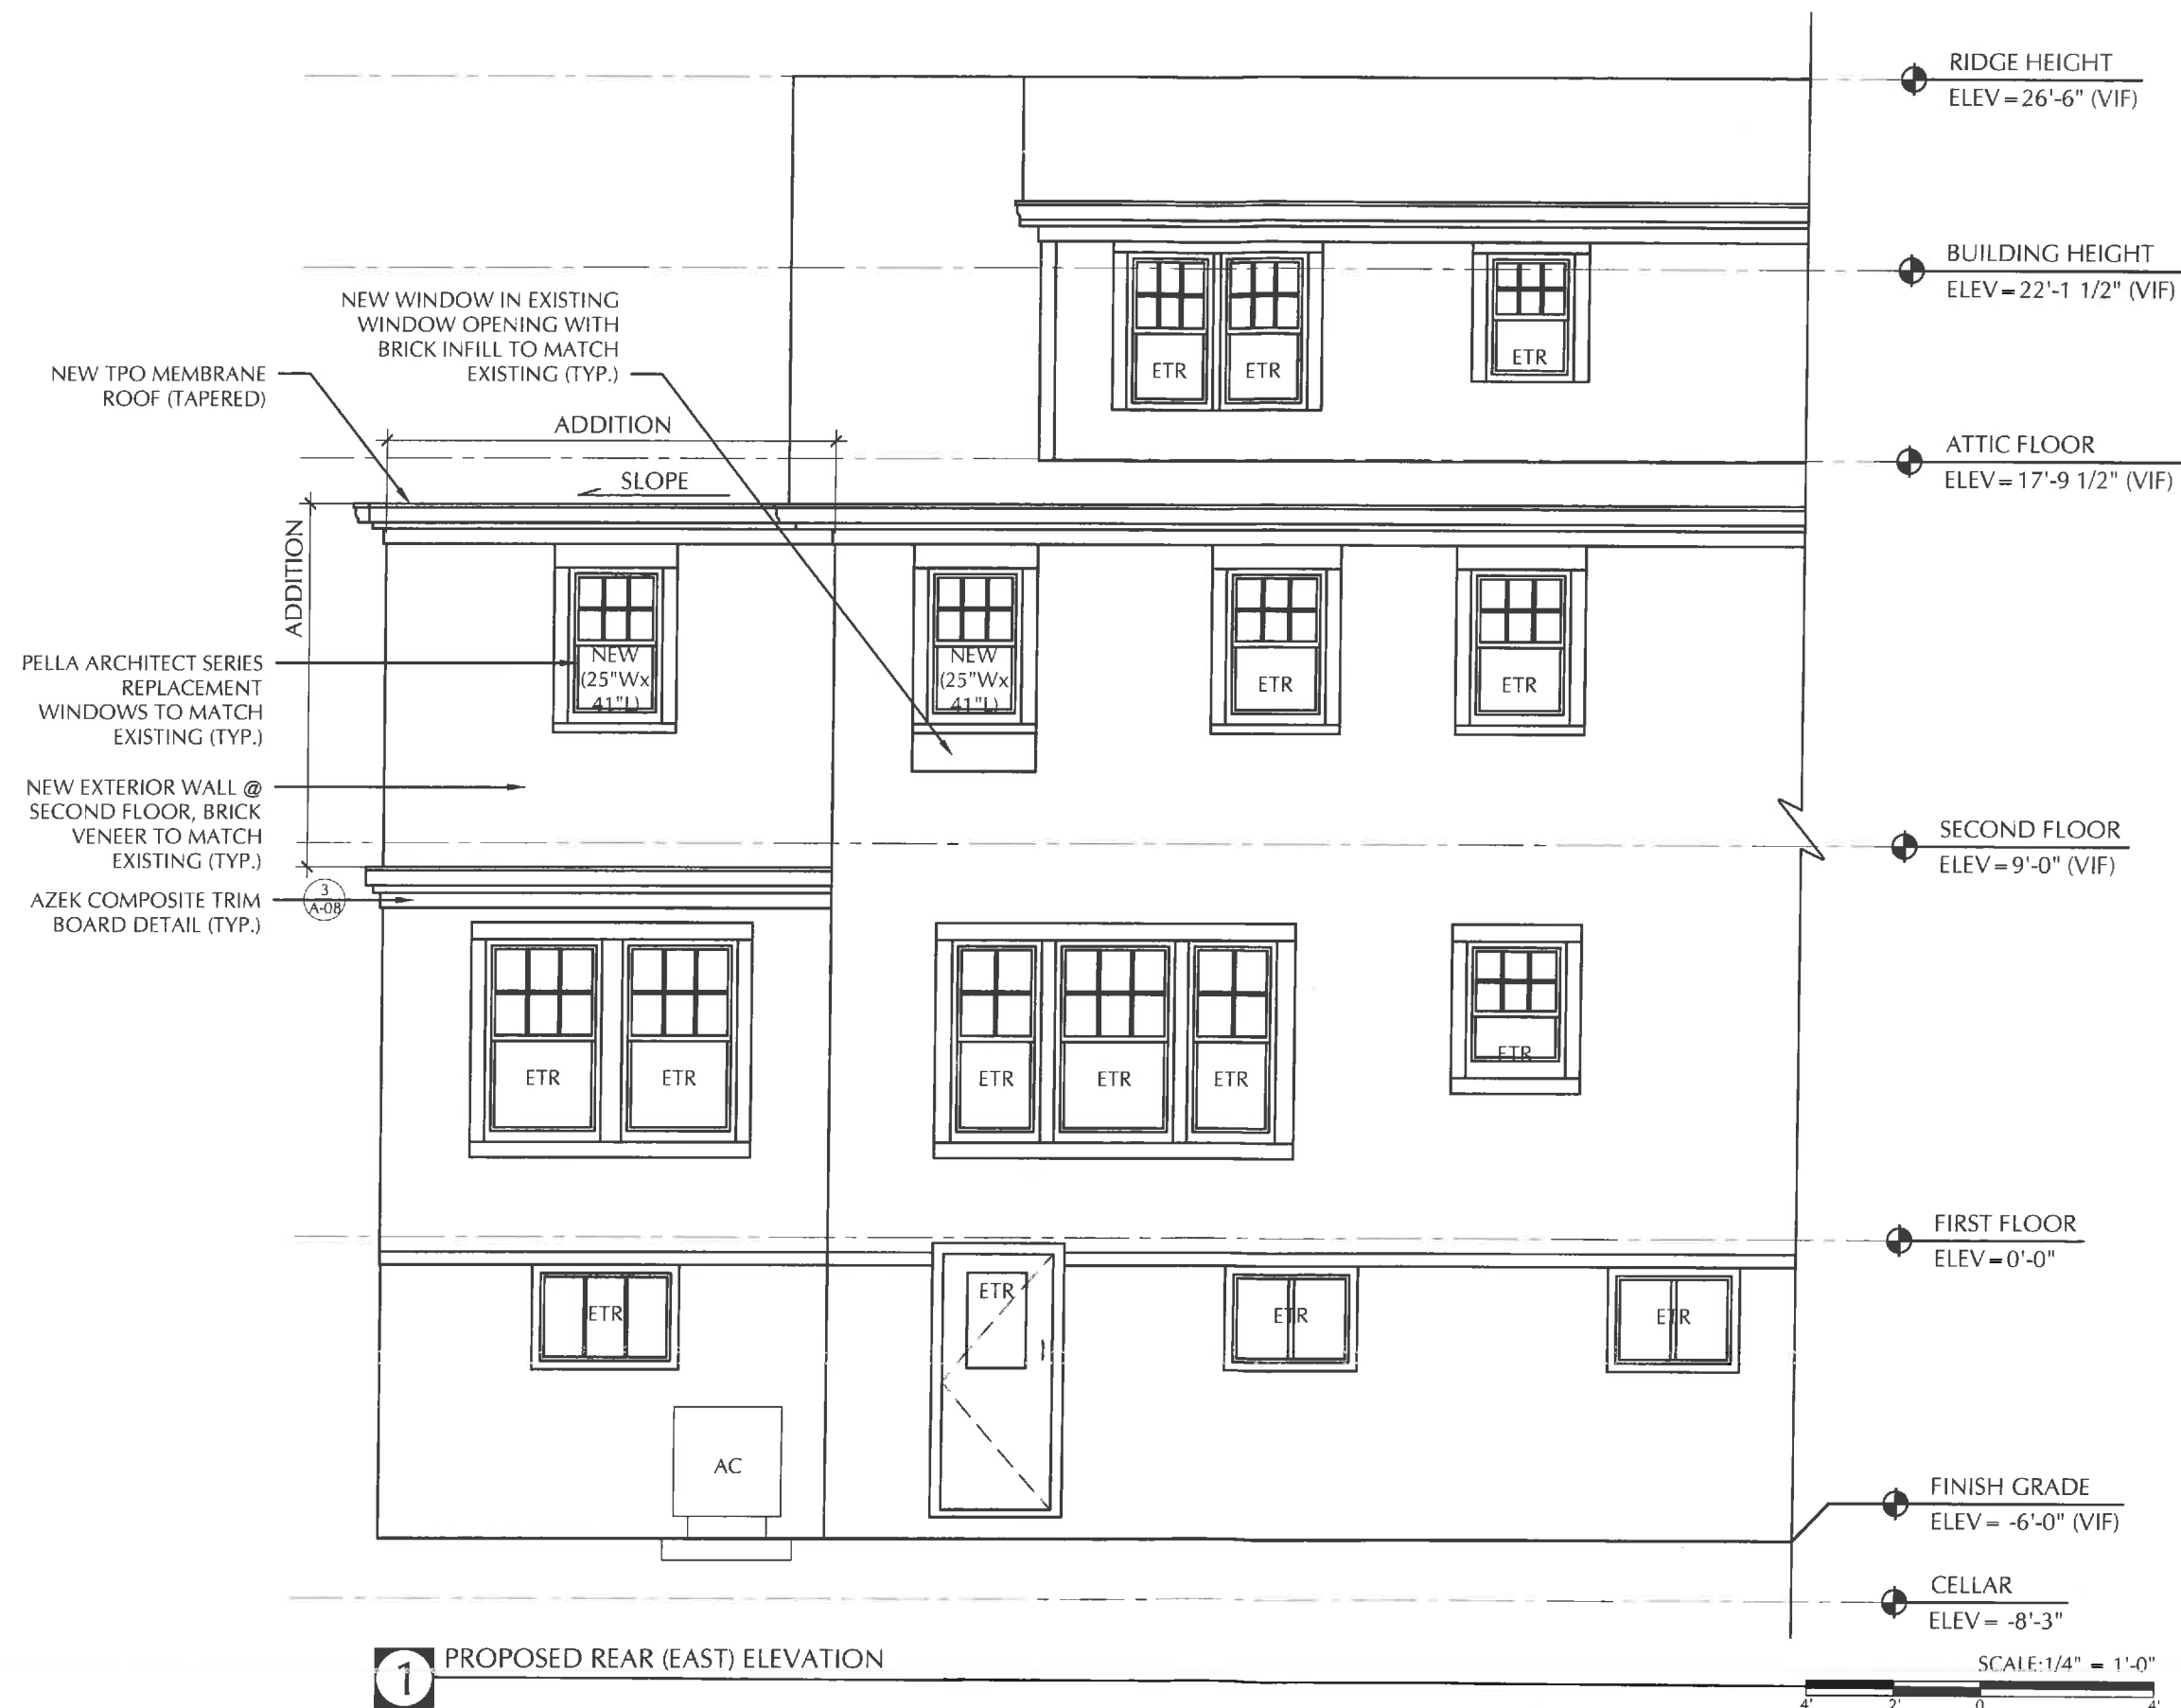 RIDGE HEIGHT
ELEV=26'-6" (VIF)
BUILDING HEIGHT
ELEV=22'-1 1/2" (VIF)
NEW WINDOW IN EXISTING
WINDOW OPENING WITH
BRICK INFILL TO MATCH
EXISTING (TYP.)
NEW TPO MEMBRANE
ROOF (TAPERED)
ETR
ETR
ETR
ADDITION
ATTIC FLOOR
ELEV=17'-9 1/2" (VIF)
SLOPE
ADDITION
PELLA ARCHITECT SERIES
REPLACEMENT
WINDOWS TO MATCH
EXISTING (TYP.)
NEW
(25"Wx
41"L)
NEW
(25"Wx
41"L)
ETR
ETR
NEW EXTERIOR WALL @
SECOND FLOOR, BRICK
VENEER TO MATCH
EXISTING (TYP.)
SECOND FLOOR
ELEV=9'-0" (VIF)
AZEK COMPOSITE TRIM
BOARD DETAIL (TYP.)
3
A-08
ETR
ETR
ETR
ETR
ETR
ETR
FIRST FLOOR
ELEV=0'-0"
ETR
ETR
ETR
ETR
AC
FINISH GRADE
ELEV= -6'-0" (VIF)
CELLAR
ELEV= -8'-3"
1 PROPOSED REAR (EAST) ELEVATION
SCALE:1/4" = 1'-0"
4' 2' 0 4'